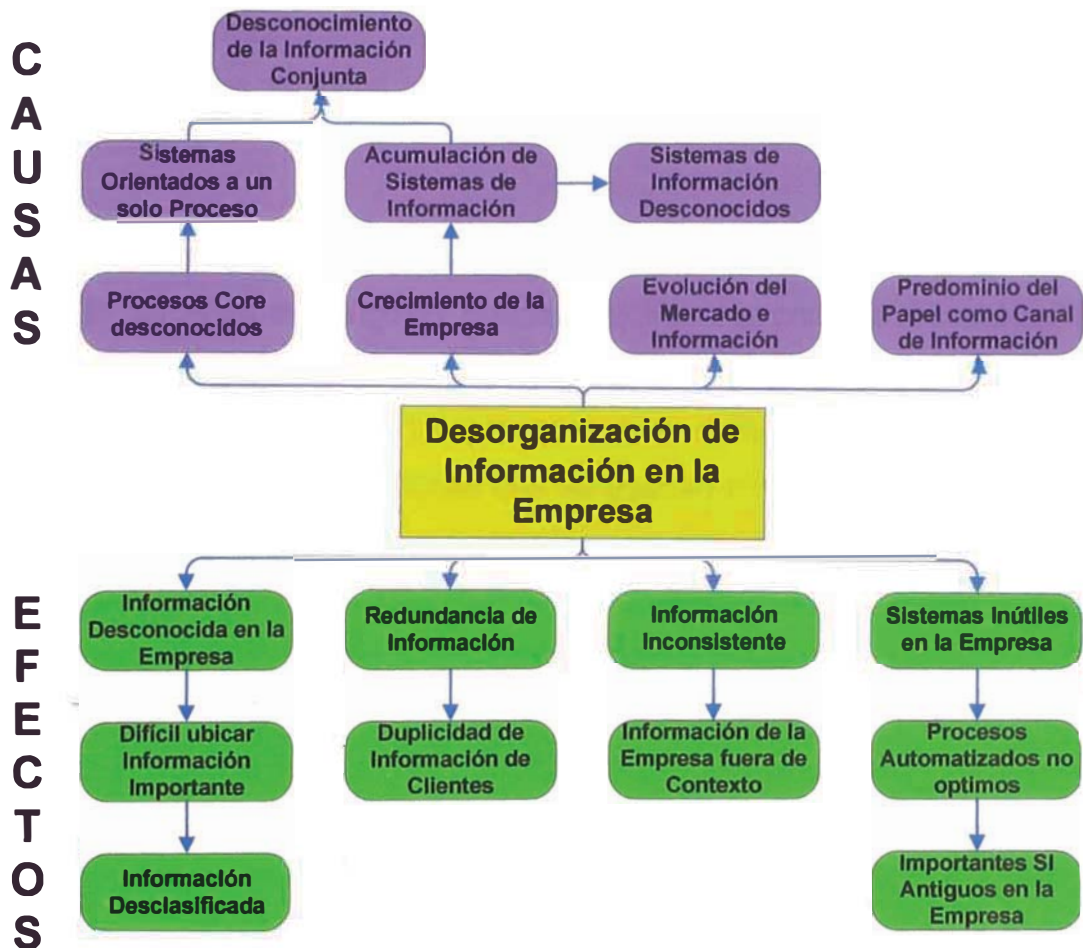 CAUSAS
Desconocimiento
de la Información
Conjunta
Sistemas
Orientados a un
solo Proceso
Acumulación de
Sistemas de
Información
Sistemas de
Información
Desconocidos
Procesos Core
desconocidos
Crecimiento de la
Empresa
Evolución del
Mercado e
Información
Predominio del
Papel como Canal
de Información
Desorganización de
Información en la
Empresa
EFECTOS
Información
Desconocida en la
Empresa
Redundancia de
Información
Información
Inconsistente
Sistemas Inútiles
en la Empresa
Difícil ubicar
Información
Importante
Duplicidad de
Información de
Clientes
Información de la
Empresa fuera de
Contexto
Procesos
Automatizados no
optimos
Información
Desclasificada
Importantes SI
Antiguos en la
Empresa